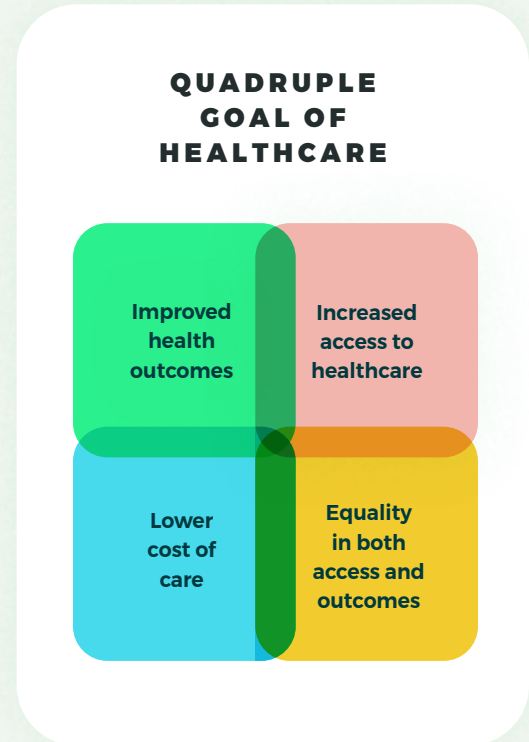 QUADRUPLE
GOAL OF
HEALTHCARE
Improved
health
outcomes
Increased
access to
healthcare
Lower
cost of
care
Equality
in both
access and
outcomes